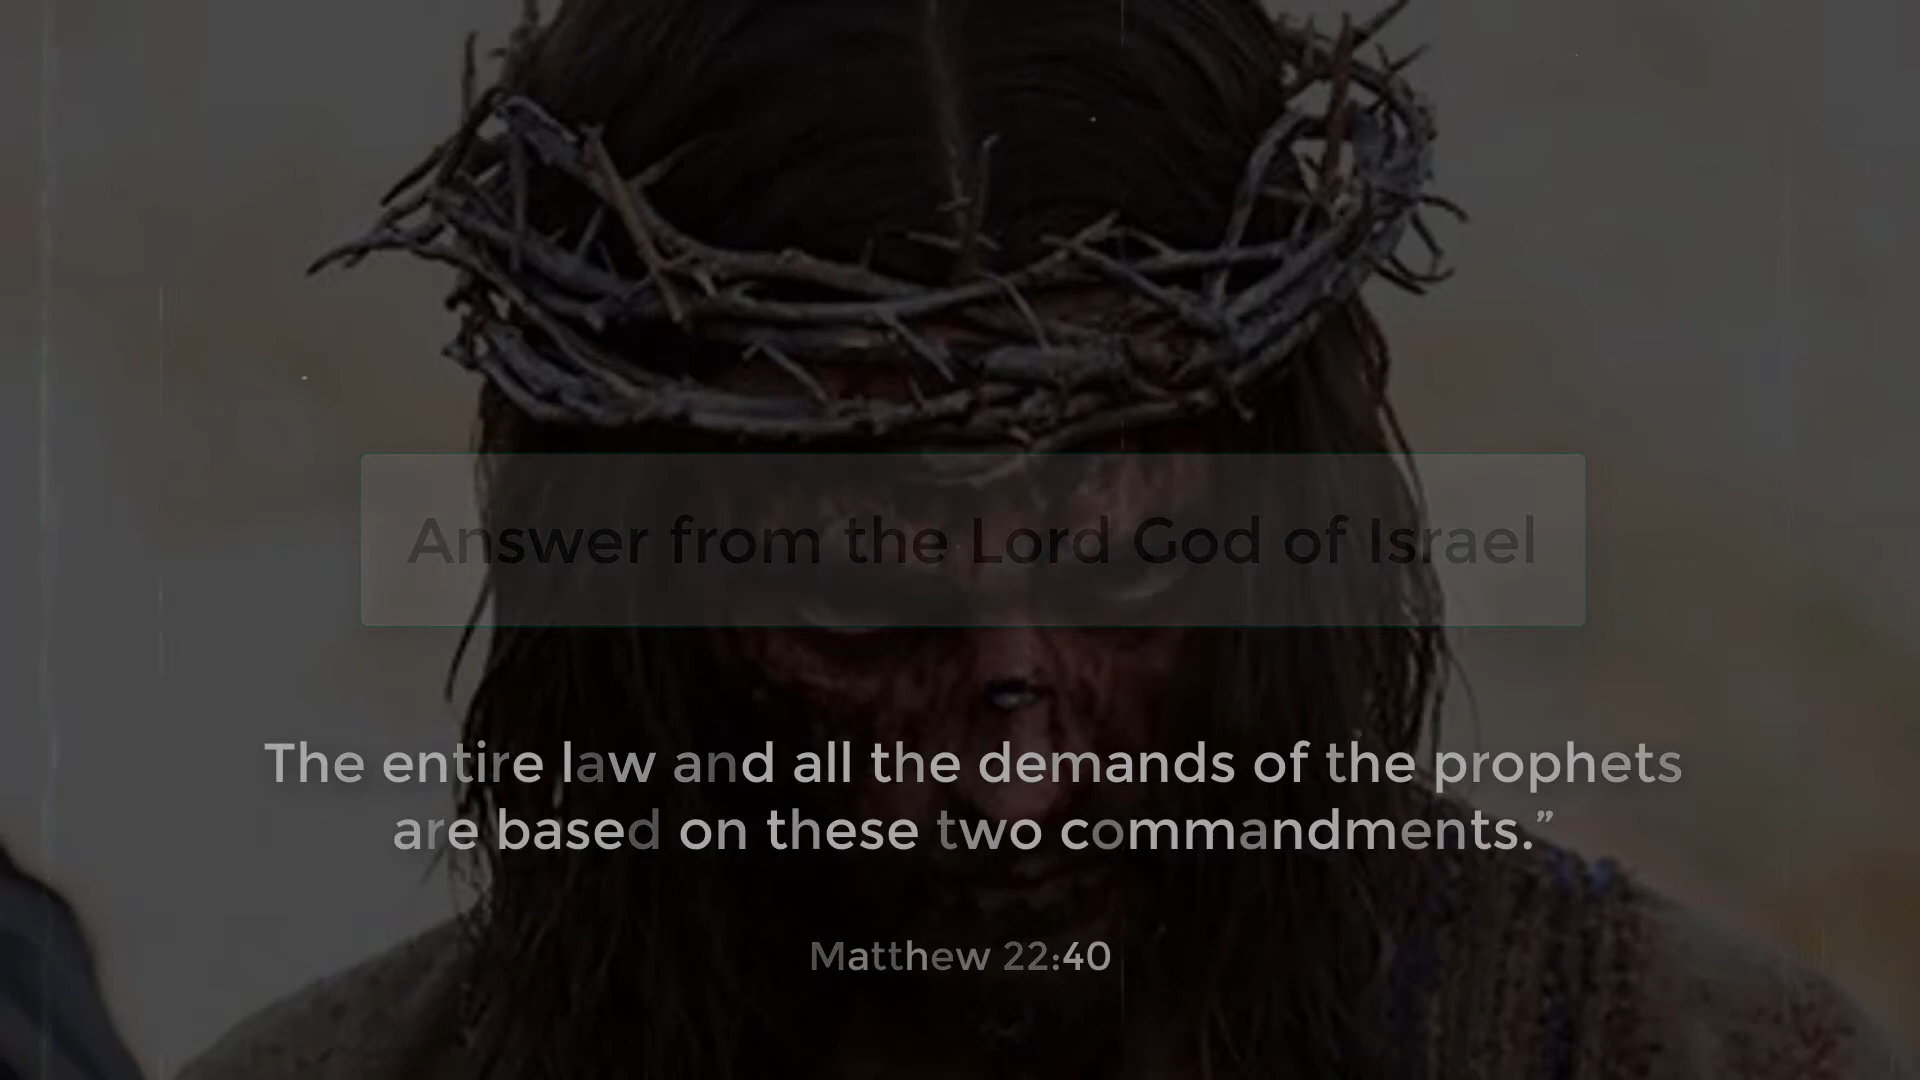 Answer from the Lord God of Israel
The entire law and all the demands of the prophets
are based on these two commandments.”
Matthew 22:40